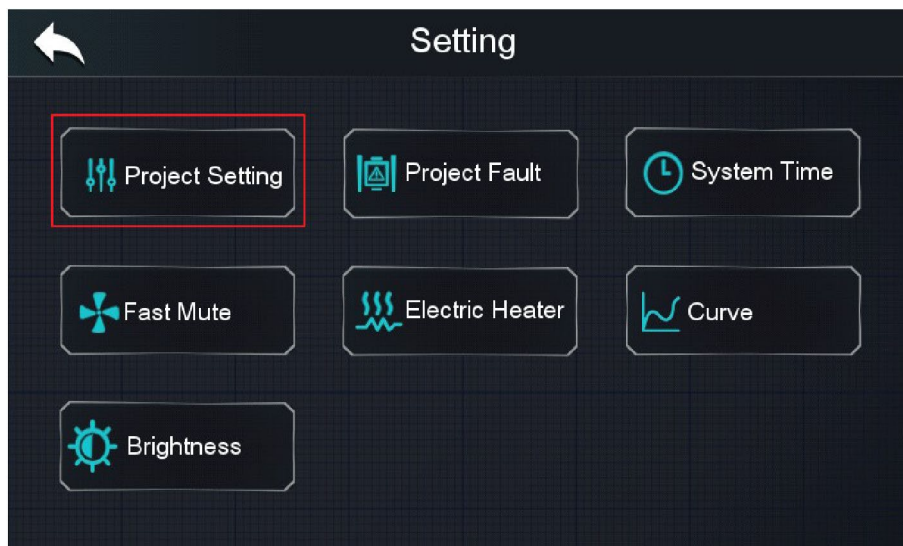 Setting
Project Setting
Project Fault
System Time
Fast Mute
Electric Heater
Curve
Brightness